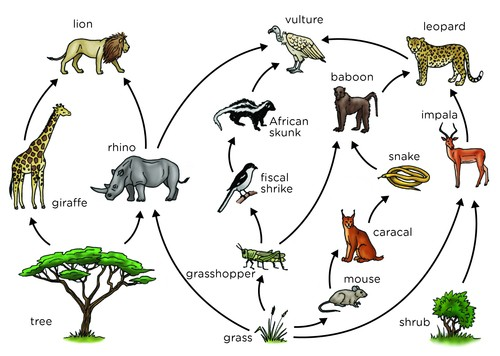 lion
vulture
leopard
baboon
African
skunk
impala
rhino
snake
fiscal
shrike
giraffe
caracal
grasshopper
mouse
tree
grass
shrub